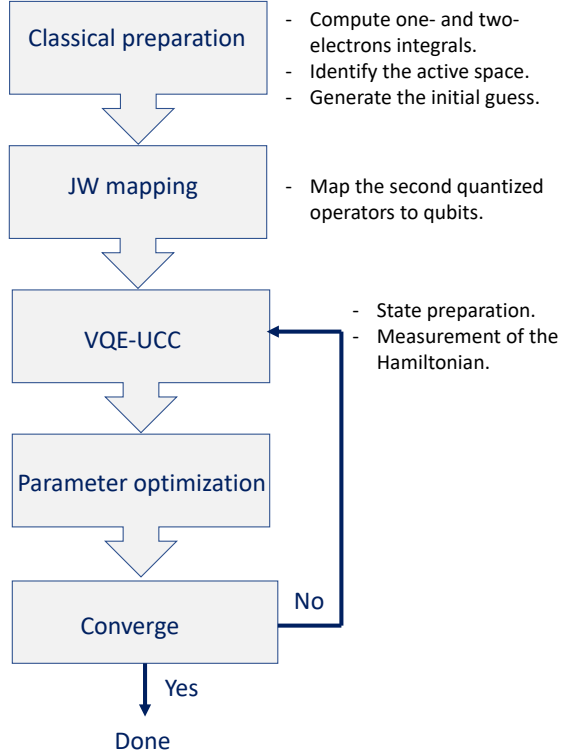 Classical preparation
- Compute one- and two-
electrons integrals.
- Identify the active space.
- Generate the initial guess.
JW mapping
- Map the second quantized
operators to qubits.
VQE-UCC
- State preparation.
- Measurement of the
Hamiltonian.
Parameter optimization
Converge
No
Yes
Done